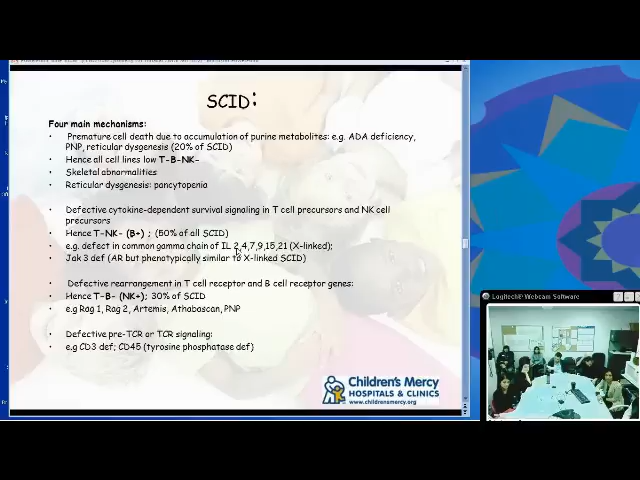 SCID:
Four main mechanisms:
• Premature cell death due to accumulation of purine metabolites: e.g. ADA deficiency,
PNP, reticular dysgenesis (20% of SCID)
• Hence all cell lines low T-B-NK-
• Skeletal abnormalities
• Reticular dysgenesis: pancytopenia
• Defective cytokine-dependent survival signaling in T cell precursors and NK cell
precursors
• Hence T-NK- (B+) ; (50% of all SCID)
• e.g. defect in common gamma chain of IL 2,4,7,9,15,21 (X-linked);
• Jak 3 def (AR but phenotypically similar to X-linked SCID)
• Defective rearrangement in T cell receptor and B cell receptor genes:
• Hence T-B- (NK+); 30% of SCID
• e.g Rag 1, Rag 2, Artemis, Athabascan, PNP
• Defective pre-TCR or TCR signaling:
• e.g CD3 def; CD45 (tyrosine phosphatase def)
Children's Mercy
HOSPITALS & CLINICS
www.childrensmercy.org
Logitech® Webcam Software